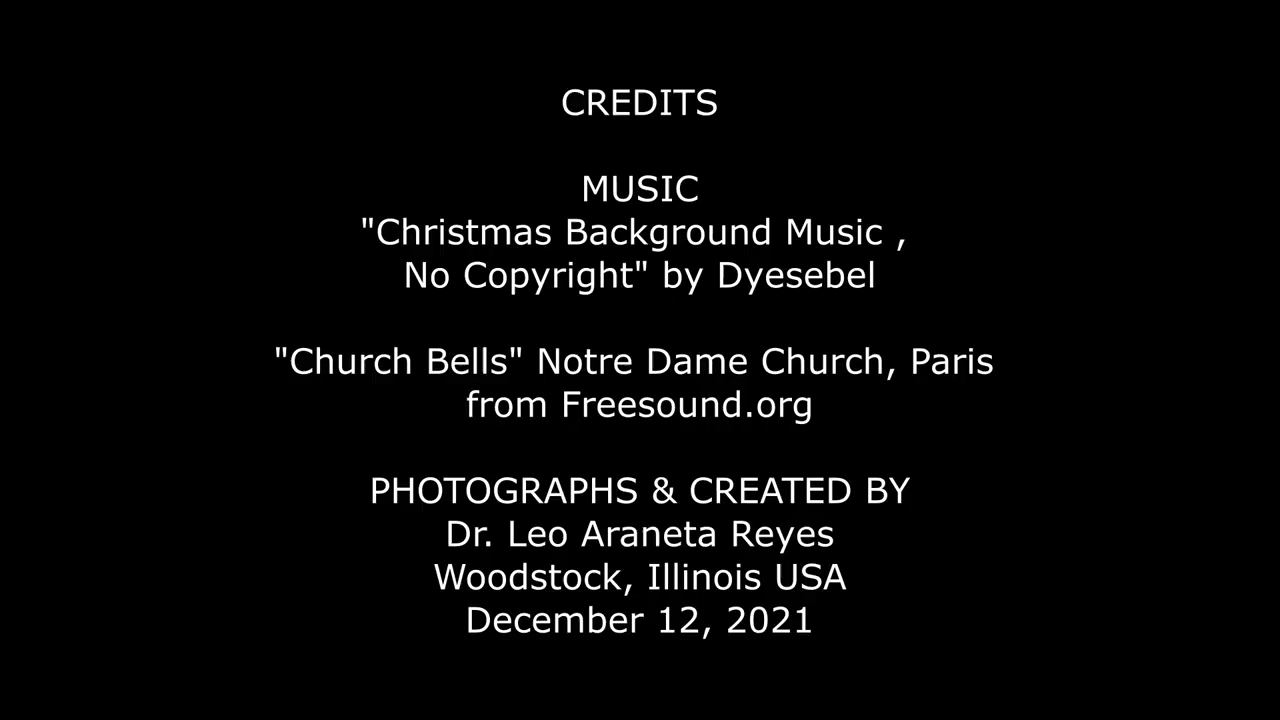 CREDITS
MUSIC
"Christmas Background Music ,
No Copyright" by Dyesebel
"Church Bells" Notre Dame Church, Paris
from Freesound.org
PHOTOGRAPHS & CREATED BY
Dr. Leo Araneta Reyes
Woodstock, Illinois USA
December 12, 2021